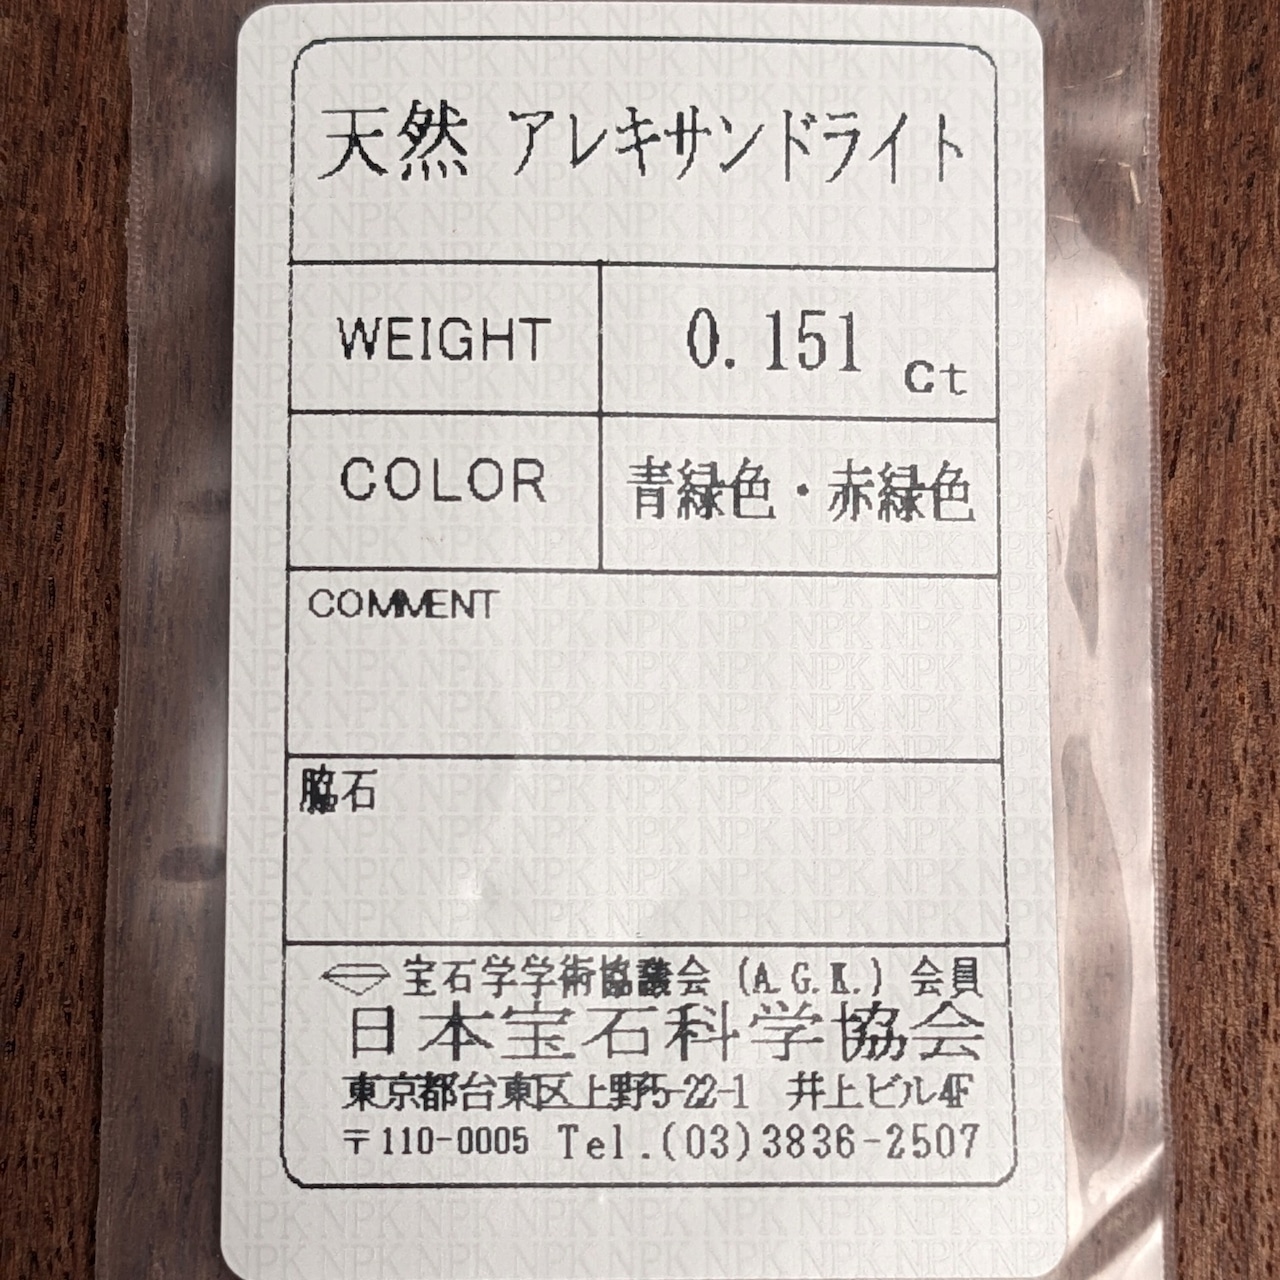 天然 アレキサンドライト
WEIGHT 0.151 ct
COLOR 青緑色・赤緑色
COMMENT
脇石
宝石学学術協議会 (A.G.K.) 会員
日本宝石科学協会
東京都台東区上野5-22-1 井上ビル4F
〒110-0005 Tel.(03)3836-2507